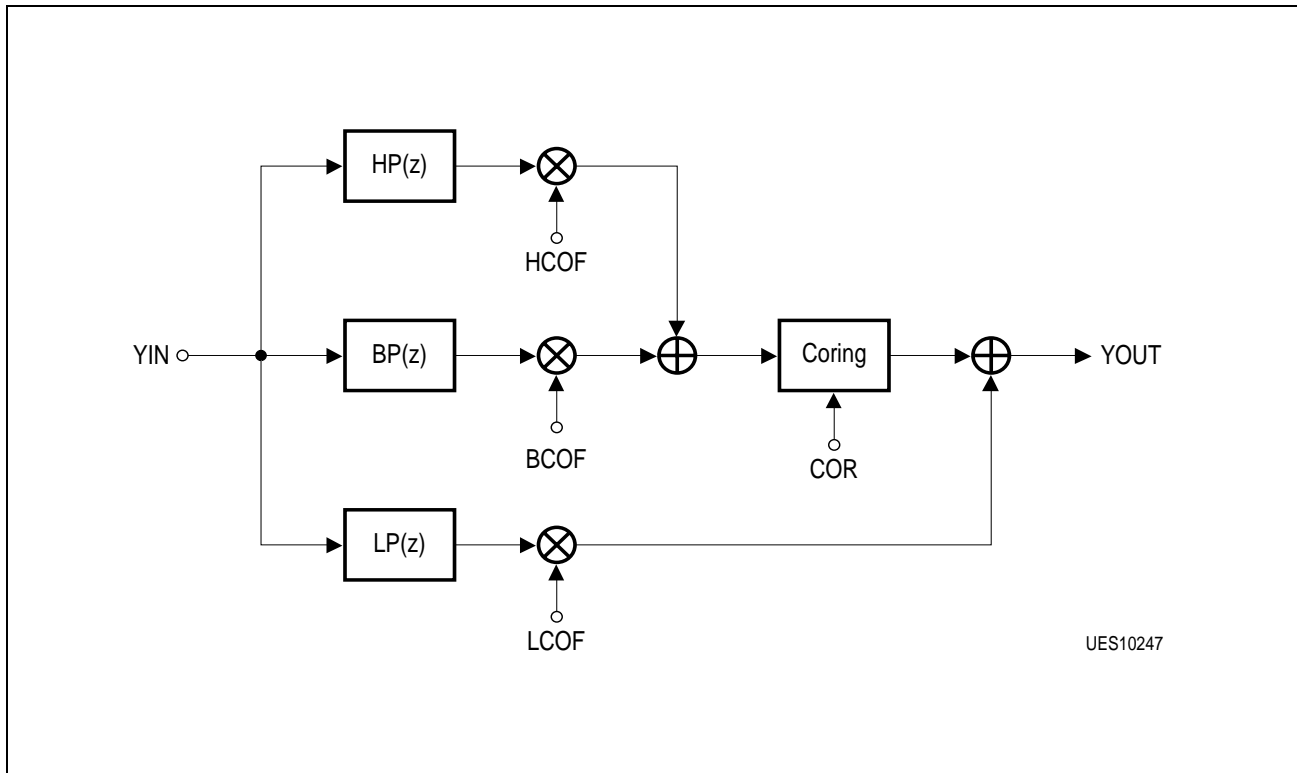 HP(z)
HCOF
YIN
BP(z)
Coring
YOUT
BCOF
COR
LP(z)
LCOF
UES10247